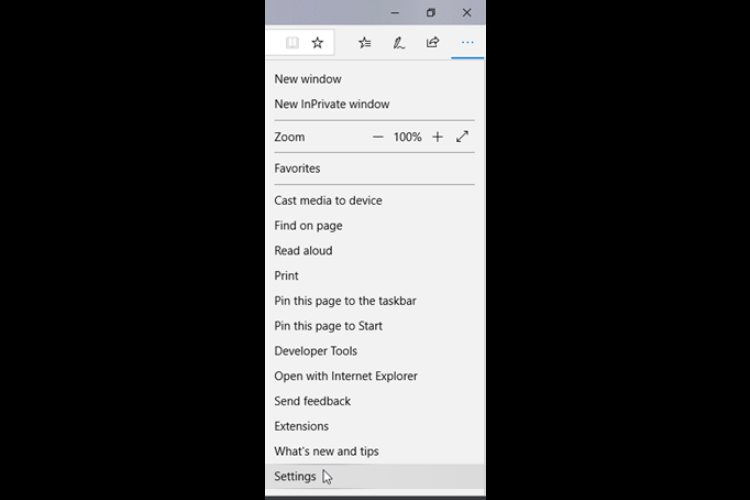 New window
New InPrivate window
Zoom 100%
Favorites
Cast media to device
Find on page
Read aloud
Print
Pin this page to the taskbar
Pin this page to Start
Developer Tools
Open with Internet Explorer
Send feedback
Extensions
What's new and tips
Settings